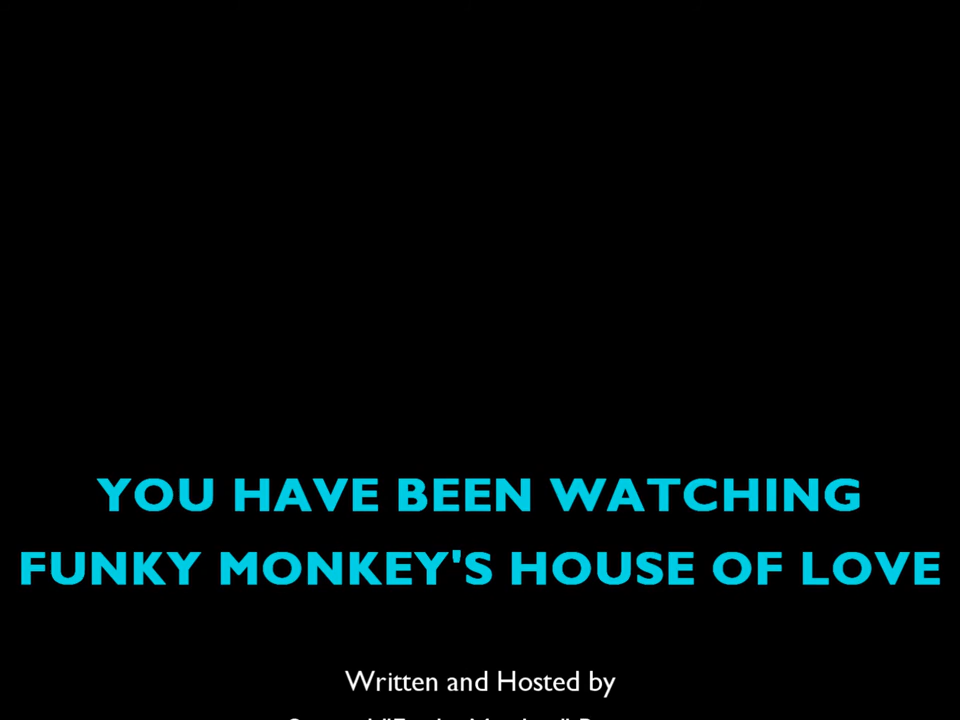 YOU HAVE BEEN WATCHING
FUNKY MONKEY'S HOUSE OF LOVE
Written and Hosted by